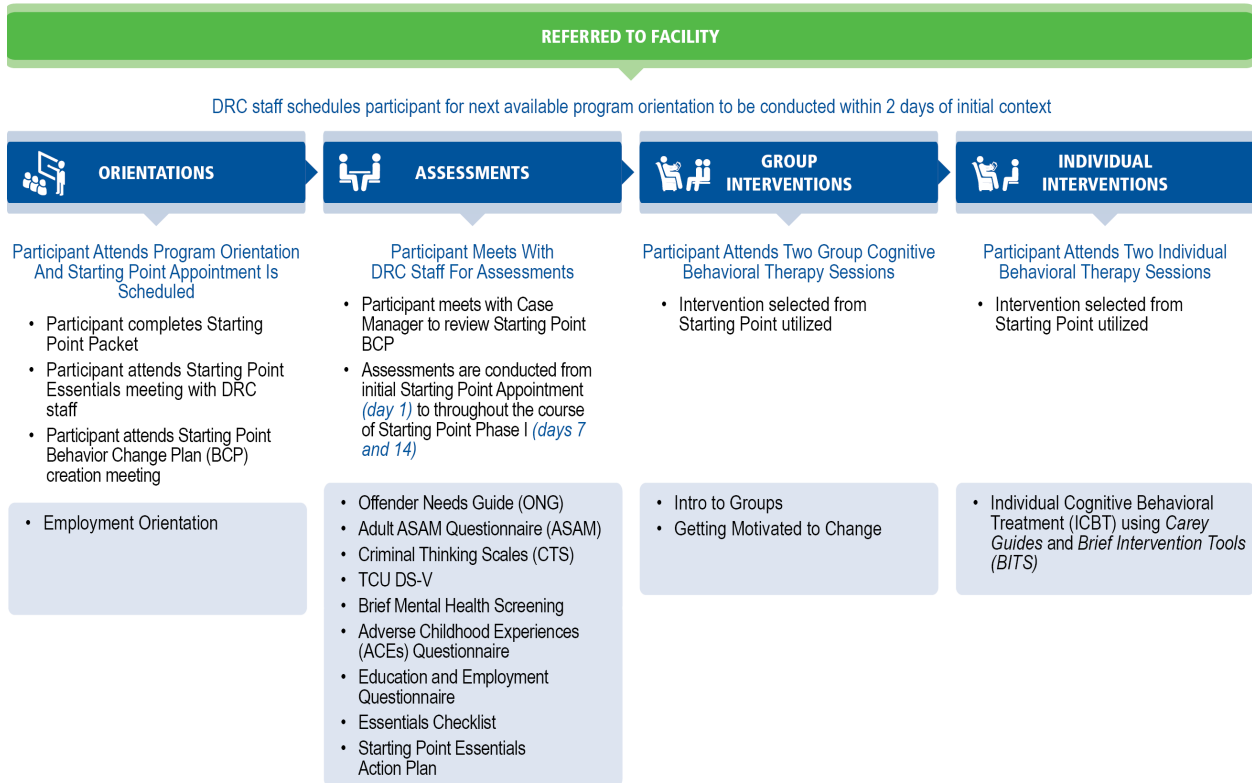 REFERRED TO FACILITY
DRC staff schedules participant for next available program orientation to be conducted within 2 days of initial context
ORIENTATIONS
Participant Attends Program Orientation
And Starting Point Appointment Is
Scheduled
• Participant completes Starting
Point Packet
• Participant attends Starting Point
Essentials meeting with DRC
staff
• Participant attends Starting Point
Behavior Change Plan (BCP)
creation meeting
• Employment Orientation
ASSESSMENTS
Participant Meets With
DRC Staff For Assessments
• Participant meets with Case
Manager to review Starting Point
BCP
• Assessments are conducted from
initial Starting Point Appointment
(day 1) to throughout the course
of Starting Point Phase I (days 7
and 14)
• Offender Needs Guide (ONG)
• Adult ASAM Questionnaire (ASAM)
• Criminal Thinking Scales (CTS)
• TCU DS-V
• Brief Mental Health Screening
• Adverse Childhood Experiences
(ACEs) Questionnaire
• Education and Employment
Questionnaire
• Essentials Checklist
• Starting Point Essentials
Action Plan
GROUP
INTERVENTIONS
Participant Attends Two Group Cognitive
Behavioral Therapy Sessions
• Intervention selected from
Starting Point utilized
• Intro to Groups
• Getting Motivated to Change
INDIVIDUAL
INTERVENTIONS
Participant Attends Two Individual
Behavioral Therapy Sessions
• Intervention selected from
Starting Point utilized
• Individual Cognitive Behavioral
Treatment (ICBT) using Carey
Guides and Brief Intervention Tools
(BITS)